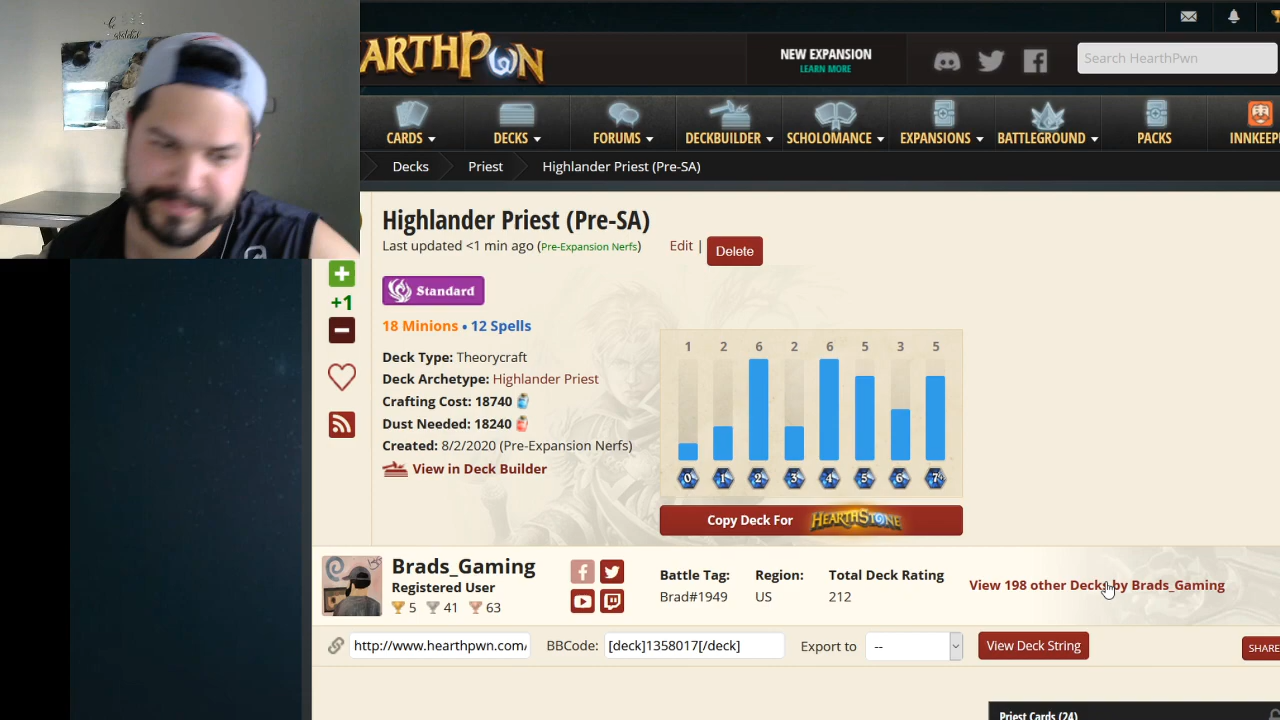 EARTHPWN
NEW EXPANSION
LEARN MORE
Search HearthPwn
CARDS
DECKS
FORUMS
DECKBUILDER
SCHOLOMANCE
EXPANSIONS
BATTLEGROUND
PACKS
INNKEEP
Decks
Priest
Highlander Priest (Pre-SA)
Highlander Priest (Pre-SA)
Last updated <1 min ago (Pre-Expansion Nerfs)
Edit |
Delete
+1
Standard
18 Minions • 12 Spells
Deck Type: Theorycraft
Deck Archetype: Highlander Priest
Crafting Cost: 18740
Dust Needed: 18240
Created: 8/2/2020 (Pre-Expansion Nerfs)
View in Deck Builder
1 2 6 2 6 5 3 5
0 1 2 3 4 5 6 7+
Copy Deck For HEARTHSTONE
Brads_Gaming
Registered User
5 41 63
Battle Tag:
Brad#1949
Region:
US
Total Deck Rating
212
View 198 other Decks by Brads_Gaming
http://www.hearthpwn.com/
BBCode:
[deck]1358017[/deck]
Export to
--
View Deck String
SHARE
Priest Cards (24)